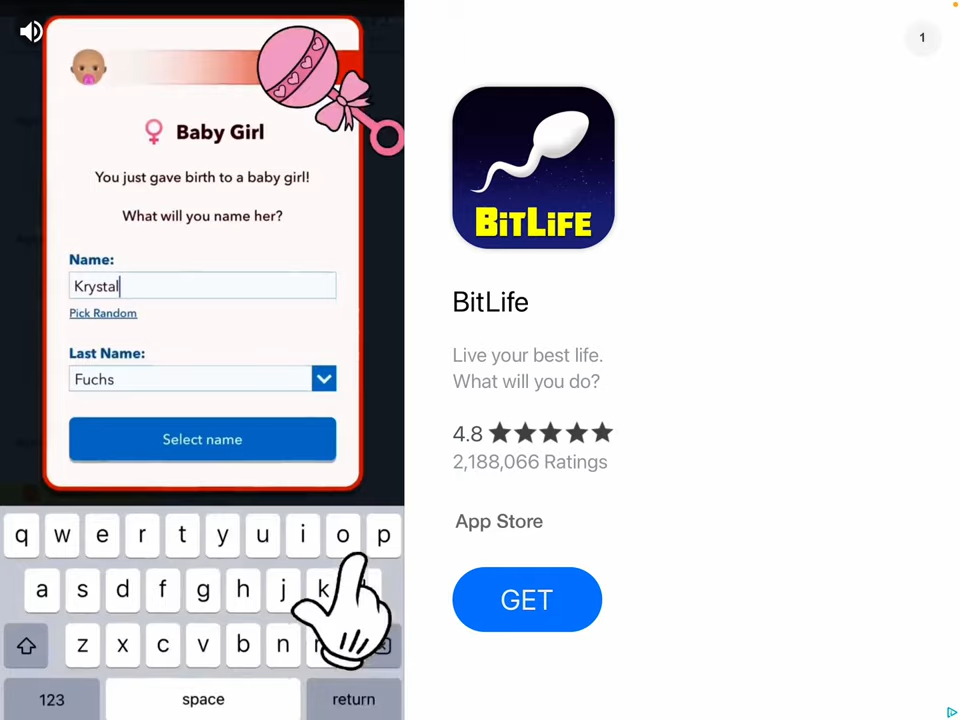 Baby Girl
You just gave birth to a baby girl!
What will you name her?
Name:
Krystal
Pick Random
Last Name:
Fuchs
Select name
q w e r t y u i o p
a s d f g h j k
z x c v b n
123 space return
1
BITLIFE
BitLife
Live your best life.
What will you do?
4.8
2,188,066 Ratings
App Store
GET